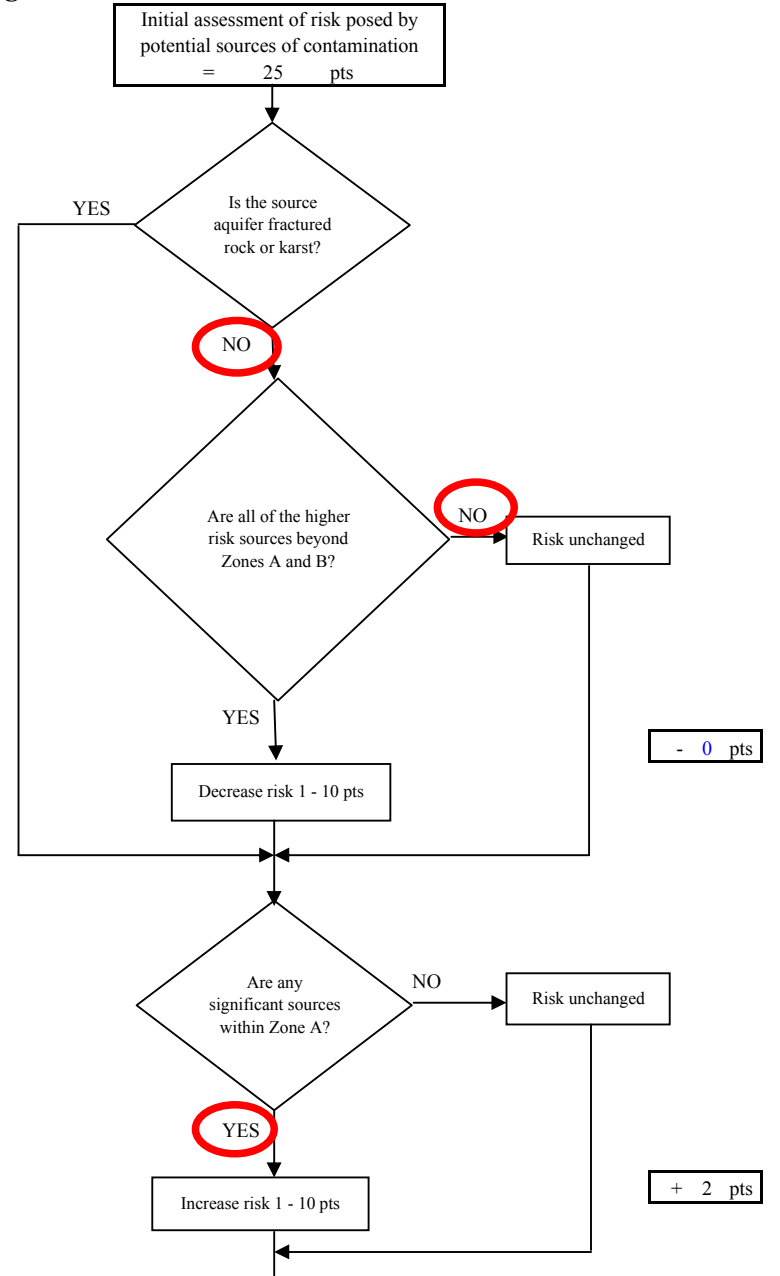 Initial assessment of risk posed by
potential sources of contamination
= 25 pts
YES
Is the source
aquifer fractured
rock or karst?
NO
Are all of the higher
risk sources beyond
Zones A and B?
NO
Risk unchanged
YES
- 0 pts
Decrease risk 1 - 10 pts
Are any
significant sources
within Zone A?
NO
Risk unchanged
YES
+ 2 pts
Increase risk 1 - 10 pts